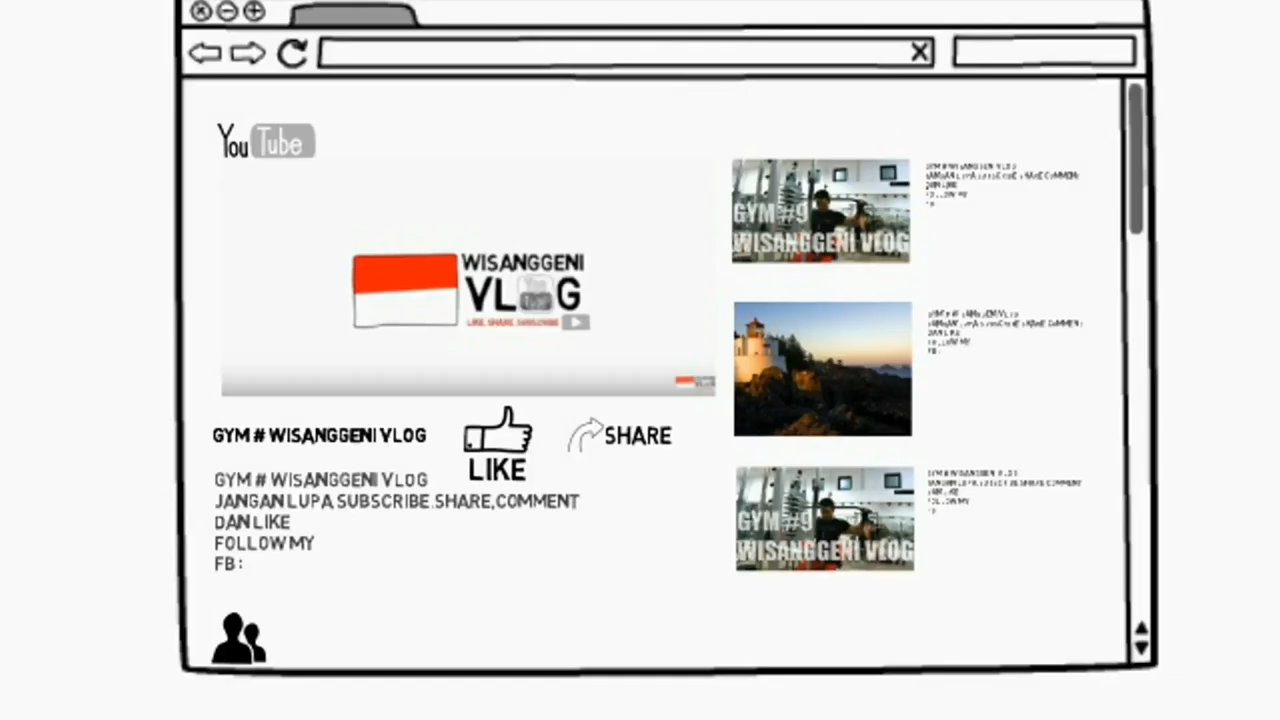 YouTube
WISANGGENI
VLOG
LIKE, SHARE, SUBSCRIBE
GYM # WISANGGENI VLOG
LIKE
SHARE
GYM # WISANGGENI VLOG
JANGAN LUPA SUBSCRIBE.SHARE,COMMENT
DAN LIKE
FOLLOW MY
FB :
GYM #9
WISANGGENI VLOG
GYM #9
WISANGGENI VLOG